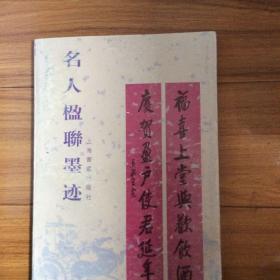 名人楹聯墨迹
上海書店出版社
福喜上堂與歡飲酒
慶賀盈戶使君延年